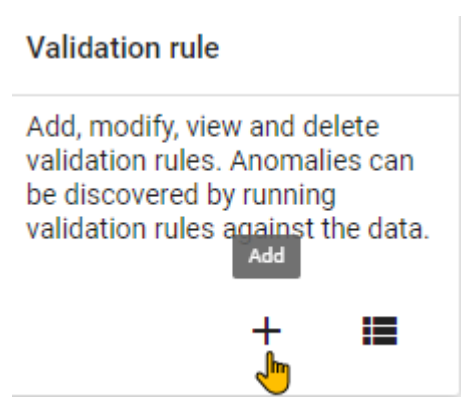 Validation rule
Add, modify, view and delete
validation rules. Anomalies can
be discovered by running
validation rules against the data.
Add